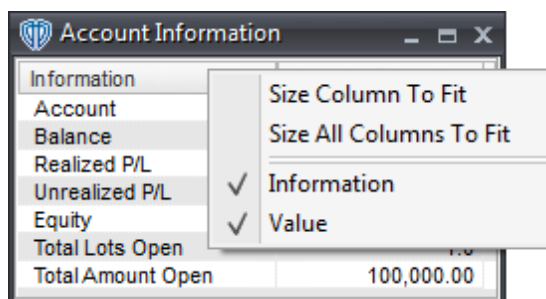 Account Information
Information
Size Column To Fit
Account
Size All Columns To Fit
Balance
Realized P/L
Information
Unrealized P/L
Value
Equity
Total Lots Open
Total Amount Open 100,000.00